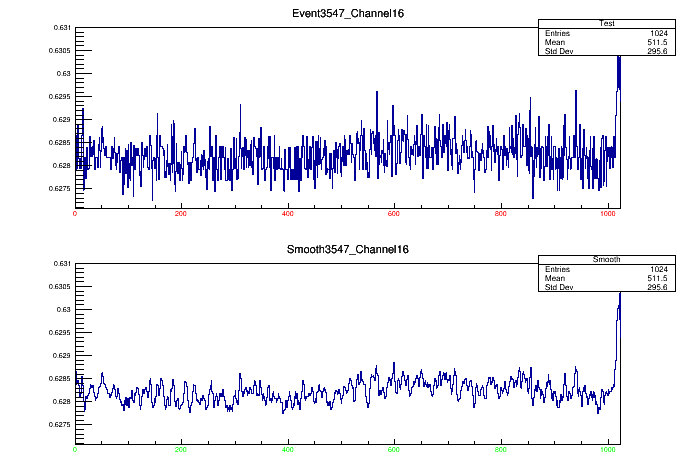 Event3547_Channel16
Test
Entries 1024
Mean 511.5
Std Dev 295.6
0.631
0.6305
0.63
0.6295
0.629
0.6285
0.628
0.6275
0 200 400 600 800 1000
Smooth3547_Channel16
Smooth
Entries 1024
Mean 511.5
Std Dev 295.6
0.631
0.6305
0.63
0.6295
0.629
0.6285
0.628
0.6275
0 200 400 600 800 1000